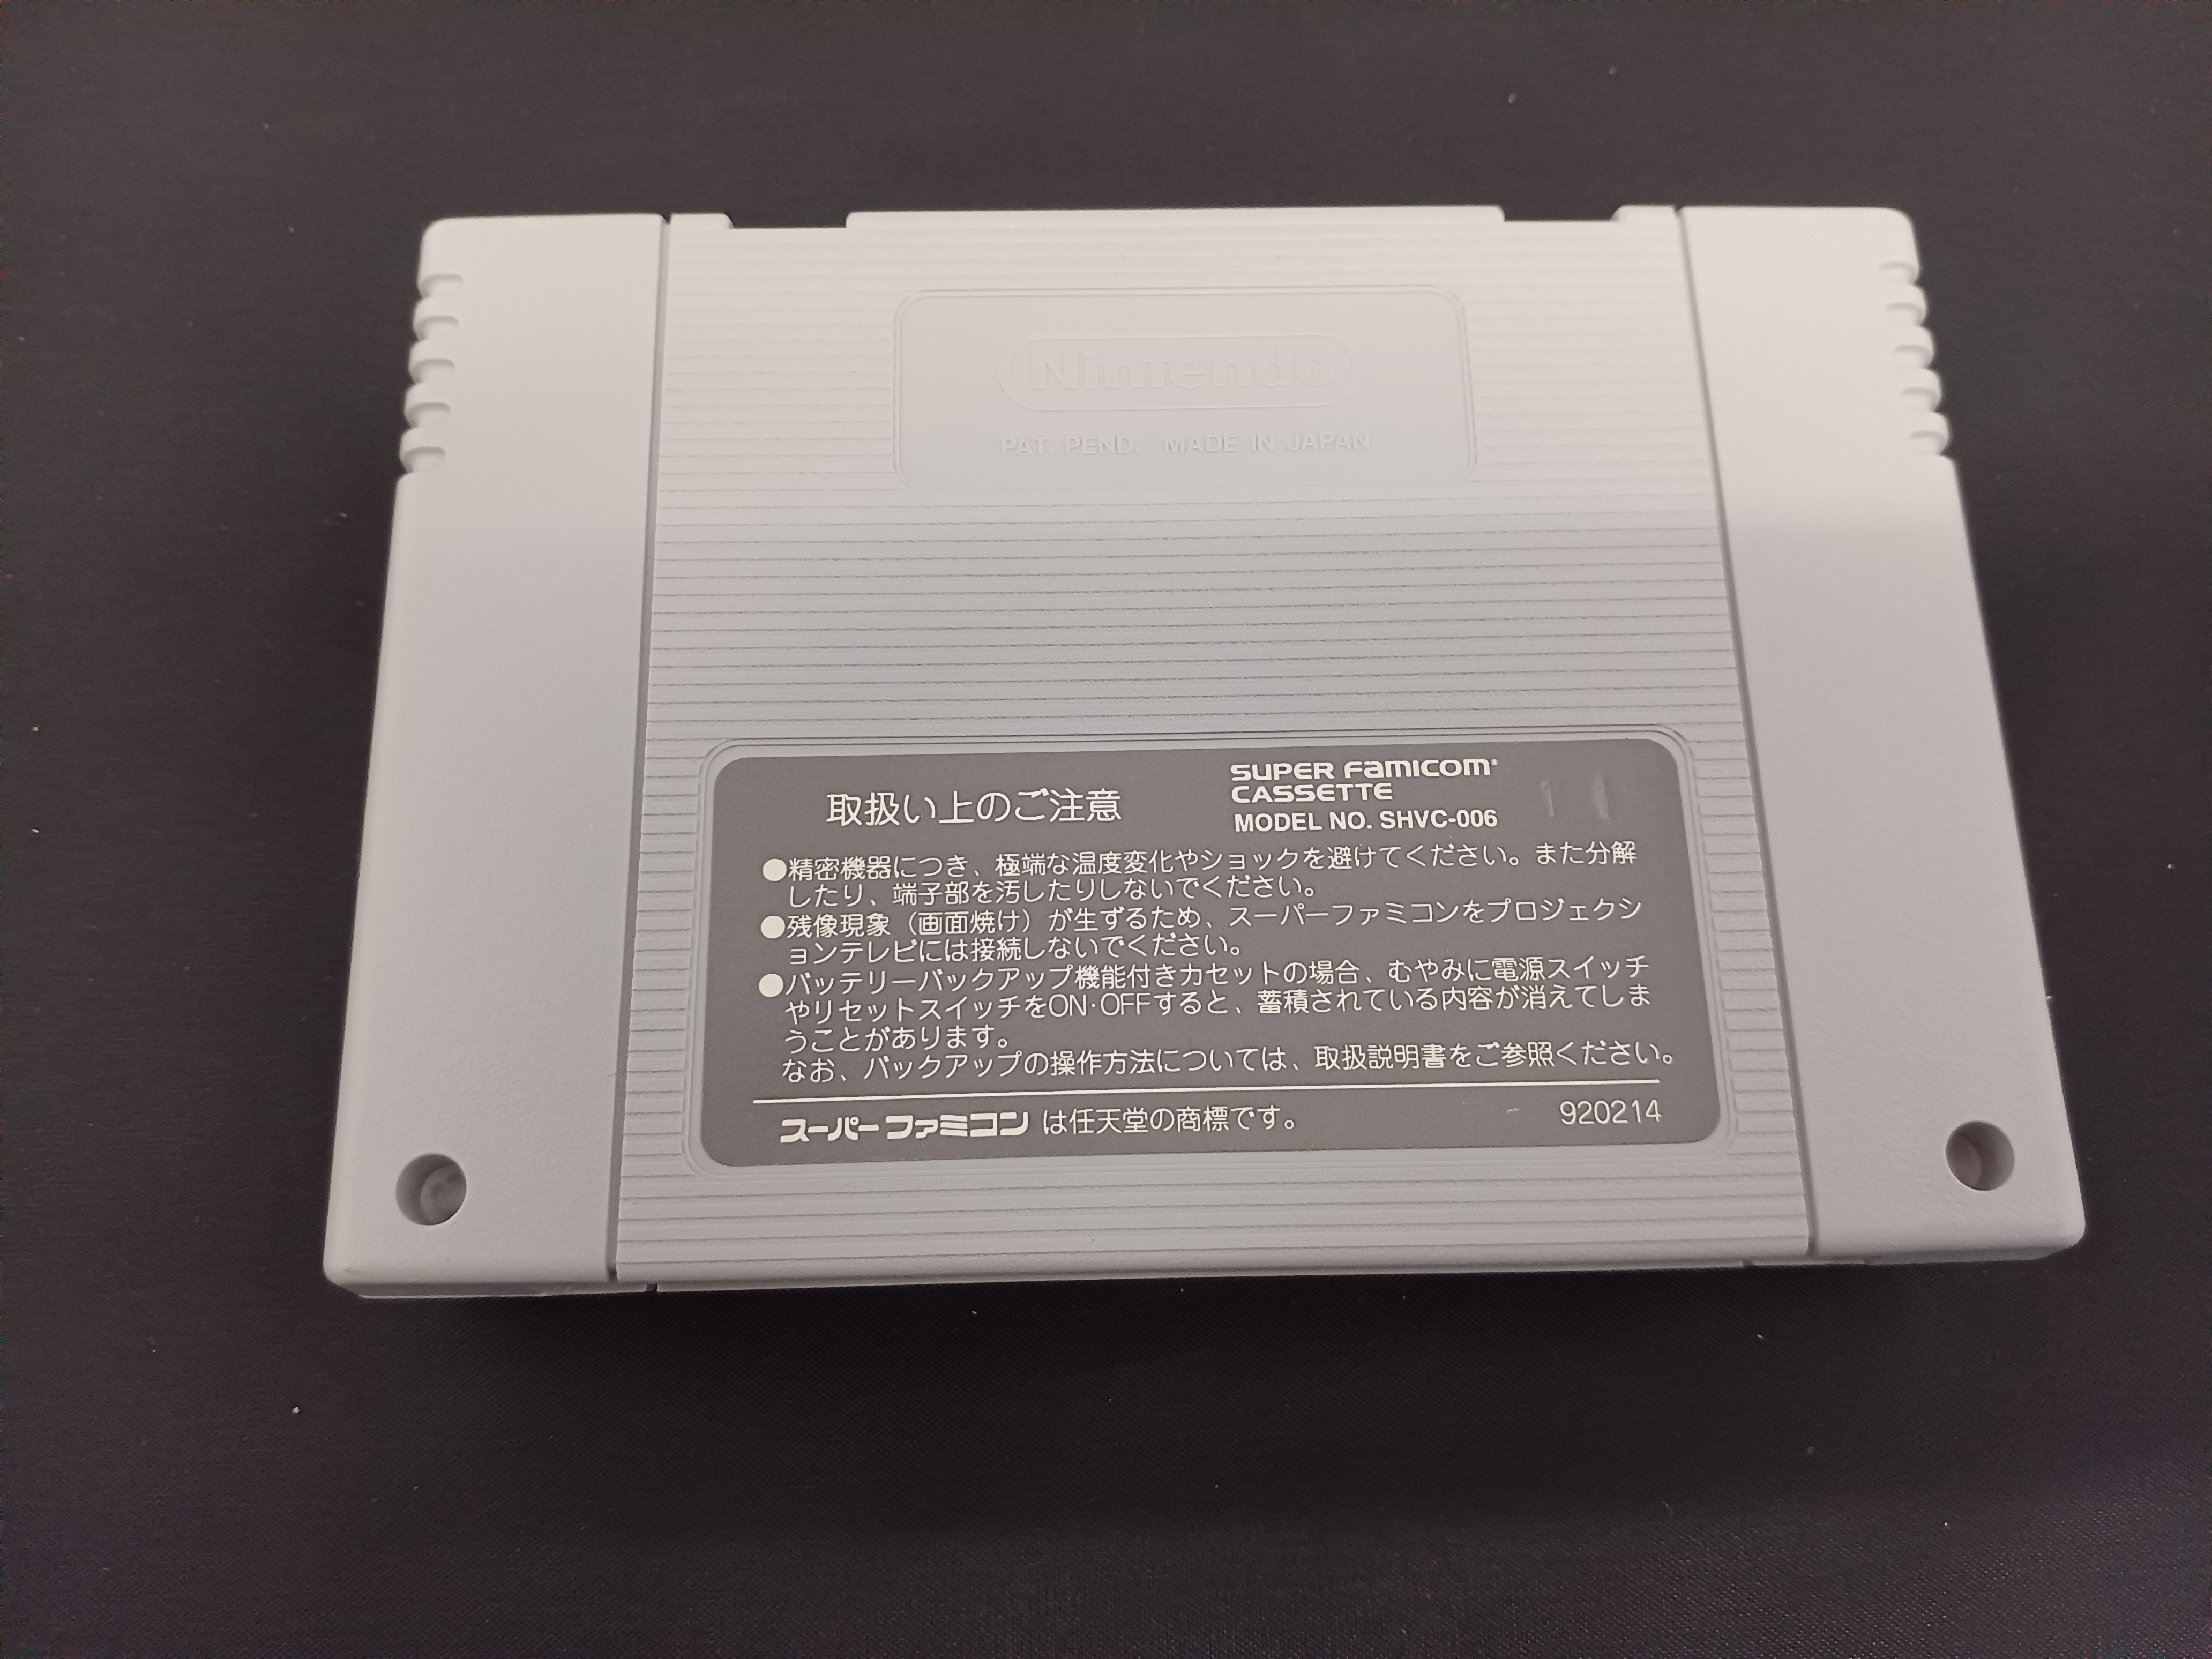 Nintendo
PAT. PEND. MADE IN JAPAN
取扱い上のご注意
SUPER FAMICOM
CASSETTE
MODEL NO. SHVC-006
●精密機器につき、極端な温度変化やショックを避けてください。また分解
したり、端子部を汚したりしないでください。
●残像現象（画面焼け）が生ずるため、スーパーファミコンをプロジェクシ
ョンテレビには接続しないでください。
●バッテリーバックアップ機能付きカセットの場合、むやみに電源スイッチ
やリセットスイッチをON･OFFすると、蓄積されている内容が消えてしま
うことがあります。
なお、バックアップの操作方法については、取扱説明書をご参照ください。
スーパーファミコン は任天堂の商標です。
920214